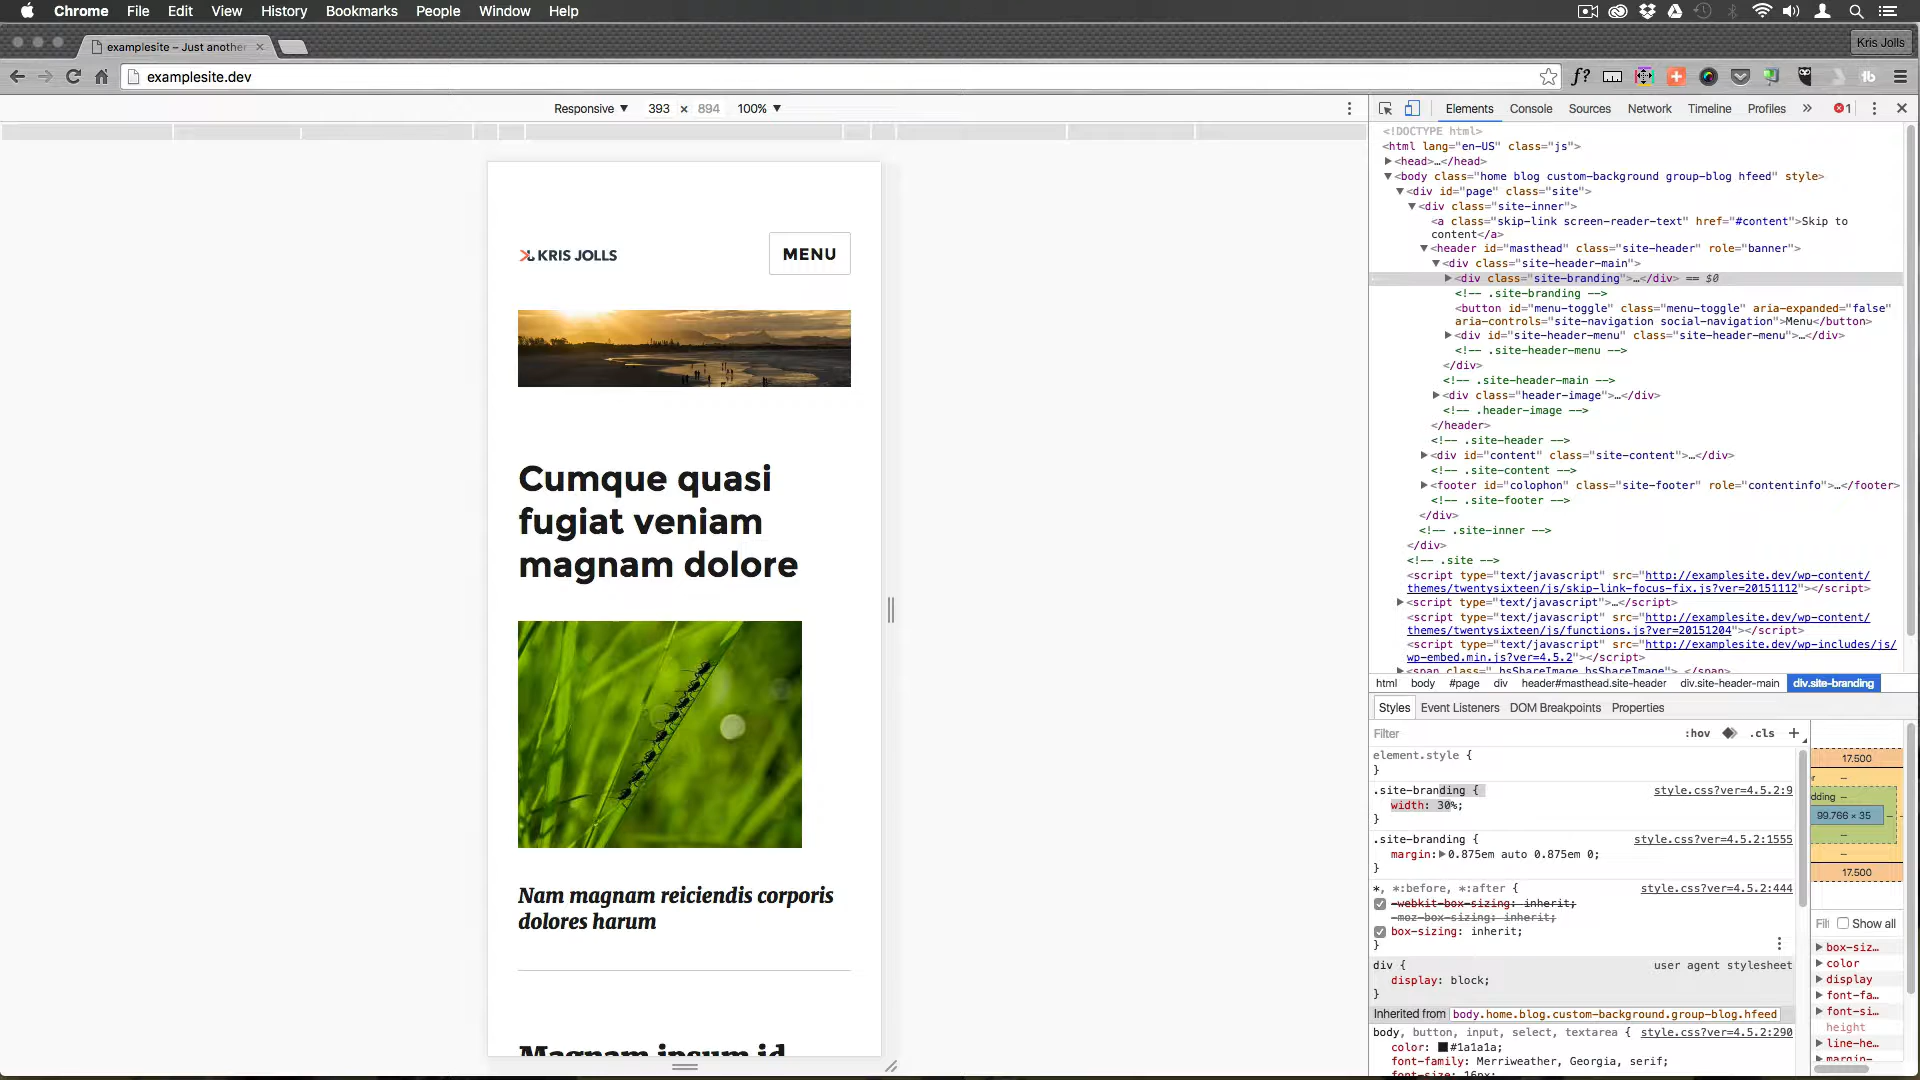 Chrome File Edit View History Bookmarks People Window Help
examplesite – Just another
Kris Jolls
examplesite.dev
f?
Responsive ▼ 393 × 894 100% ▼
KRIS JOLLS
MENU
Cumque quasi
fugiat veniam
magnam dolore
Nam magnam reiciendis corporis
dolores harum
Magnam ipsum id
Elements Console Sources Network Timeline Profiles » 1
<!DOCTYPE html>
<html lang="en-US" class="js">
<head>…</head>
<body class="home blog custom-background group-blog hfeed" style>
<div id="page" class="site">
<div class="site-inner">
<a class="skip-link screen-reader-text" href="#content">Skip to
content</a>
<header id="masthead" class="site-header" role="banner">
<div class="site-header-main">
<div class="site-branding">…</div> == $0
<!-- .site-branding -->
<button id="menu-toggle" class="menu-toggle" aria-expanded="false"
aria-controls="site-navigation social-navigation">Menu</button>
<div id="site-header-menu" class="site-header-menu">…</div>
<!-- .site-header-menu -->
</div>
<!-- .site-header-main -->
<div class="header-image">…</div>
<!-- .header-image -->
</header>
<!-- .site-header -->
<div id="content" class="site-content">…</div>
<!-- .site-content -->
<footer id="colophon" class="site-footer" role="contentinfo">…</footer>
<!-- .site-footer -->
</div>
<!-- .site-inner -->
</div>
<!-- .site -->
<script type="text/javascript" src="http://examplesite.dev/wp-content/
themes/twentysixteen/js/skip-link-focus-fix.js?ver=20151112"></script>
<script type="text/javascript">…</script>
<script type="text/javascript" src="http://examplesite.dev/wp-content/
themes/twentysixteen/js/functions.js?ver=20151204"></script>
<script type="text/javascript" src="http://examplesite.dev/wp-includes/js/
wp-embed.min.js?ver=4.5.2"></script>
html body #page div header#masthead.site-header div.site-header-main div.site-branding
Styles Event Listeners DOM Breakpoints Properties
Filter :hov .cls +
element.style {
}
.site-branding { style.css?ver=4.5.2:9
width: 30%;
}
.site-branding { style.css?ver=4.5.2:1555
margin: 0.875em auto 0.875em 0;
}
*, *:before, *:after { style.css?ver=4.5.2:444
-webkit-box-sizing: inherit;
-moz-box-sizing: inherit;
box-sizing: inherit;
}
div { user agent stylesheet
display: block;
}
Inherited from body.home.blog.custom-background.group-blog.hfeed
body, button, input, select, textarea { style.css?ver=4.5.2:290
color: #1a1a1a;
font-family: Merriweather, Georgia, serif;
font-size: 16px;
17.500
r –
dding –
99.766 × 35 –
–
–
17.500
Fil Show all
box-siz…
color
display
font-fa…
font-si…
height
line-he…
margin-